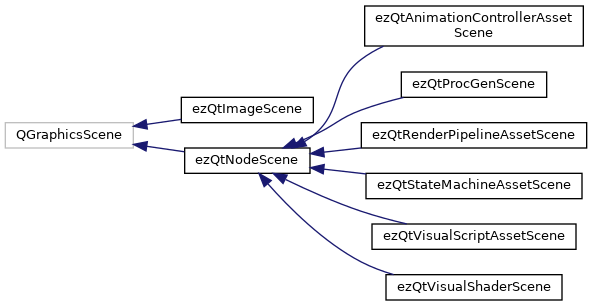 QGraphicsScene
ezQtImageScene
ezQtNodeScene
ezQtAnimationControllerAsset
Scene
ezQtProcGenScene
ezQtRenderPipelineAssetScene
ezQtStateMachineAssetScene
ezQtVisualScriptAssetScene
ezQtVisualShaderScene